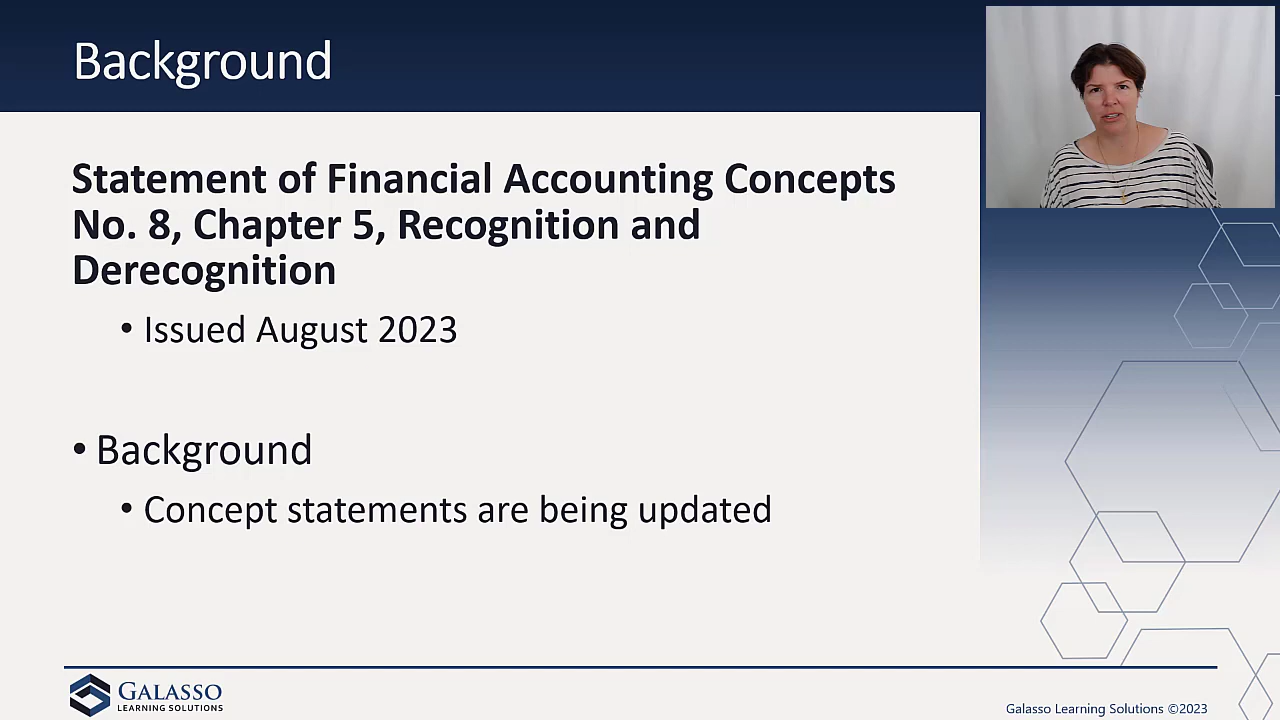 Background
Statement of Financial Accounting Concepts
No. 8, Chapter 5, Recognition and
Derecognition
• Issued August 2023
• Background
• Concept statements are being updated
GALASSO
LEARNING SOLUTIONS
Galasso Learning Solutions ©2023